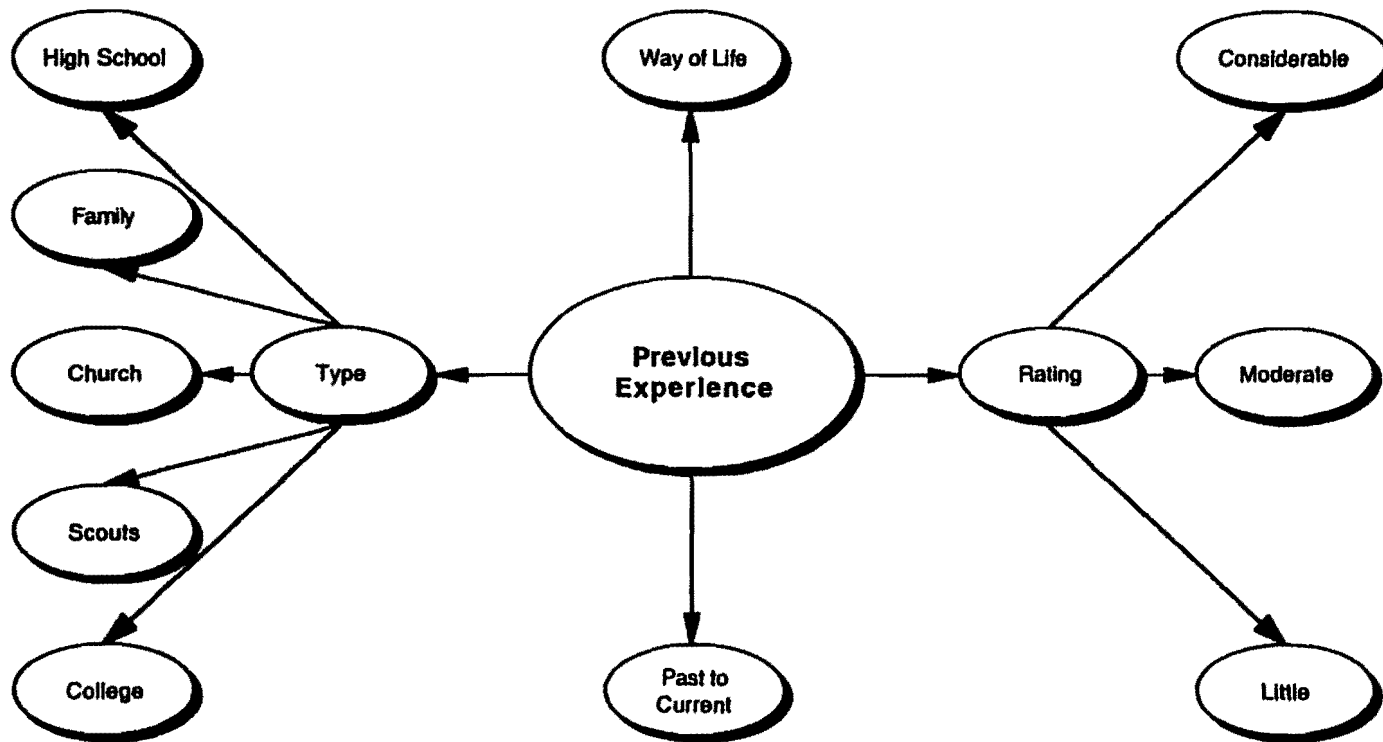 High School
Way of Life
Considerable
Family
Church
Type
Previous
Experience
Rating
Moderate
Scouts
College
Past to
Current
Little